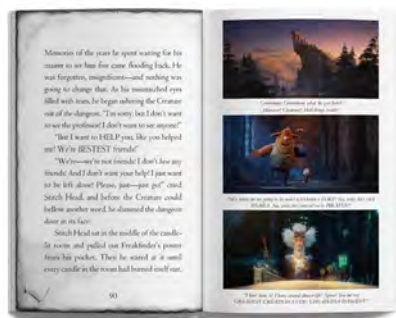 Memories of the years he spent waiting for his
master to set him free came flooding back. He
was forgotten, insignificant—and nothing was
going to change that. As his mismatched eyes
filled with tears, he began ushering the Creature
out of the dungeon. "I'm sorry, but I don't want
to see the professor! I don't want to see anyone!"
"But I want to HELP you, like you helped
me! We're BESTEST friends!"
"We're—we're not friends! I don't have any
friends! And I don't want your help! I just want
to be left alone! Please, just—just go!" cried
Stitch Head, and before the Creature could
bellow another word, he slammed the dungeon
door in its face.
Stitch Head sat in the middle of the candle-
lit room and pulled out Freakfinder's poster
from his pocket. Then he stared at it until
every candle in the room had burned itself out.
90